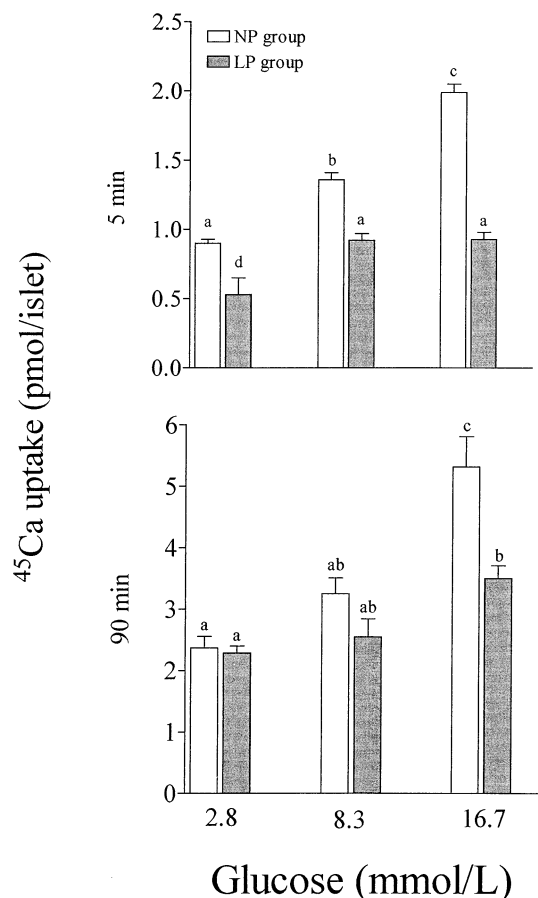 2.5
NP group
LP group
2.0
1.5
1.0
0.5
0.0
a
d
b
a
c
a
5 min
45Ca uptake (pmol/islet)
6
5
4
3
2
1
0
a
a
ab
ab
c
b
90 min
2.8
8.3
16.7
Glucose (mmol/L)